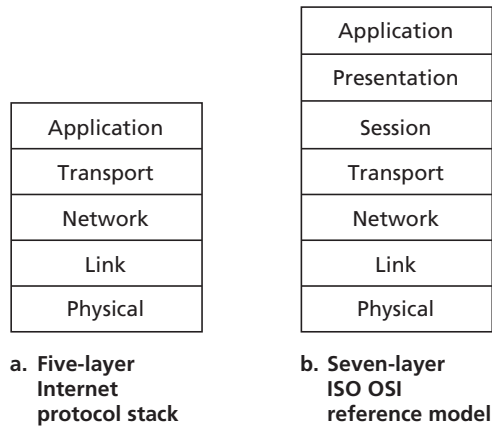 Application
Transport
Network
Link
Physical
a. Five-layer
Internet
protocol stack
Application
Presentation
Session
Transport
Network
Link
Physical
b. Seven-layer
ISO OSI
reference model